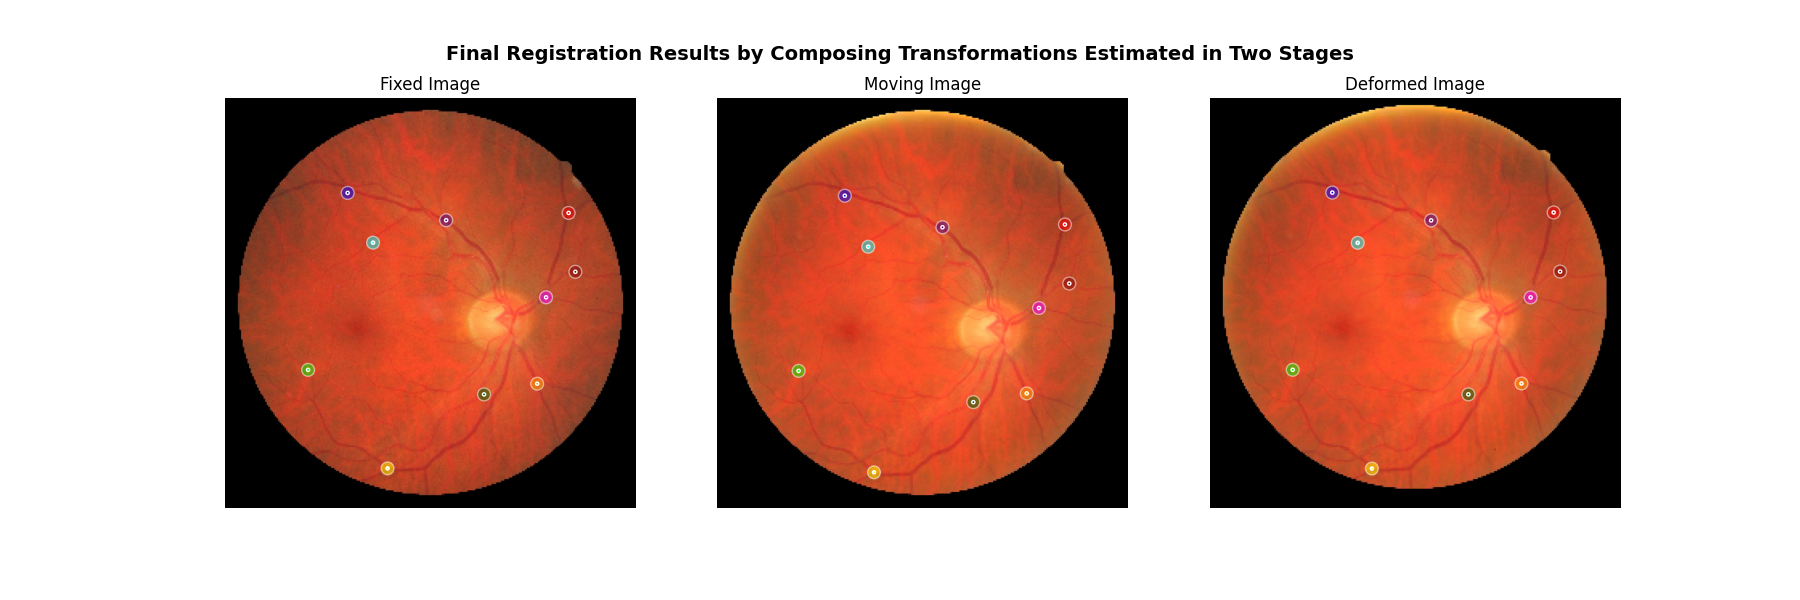 Final Registration Results by Composing Transformations Estimated in Two Stages
Fixed Image
Moving Image
Deformed Image